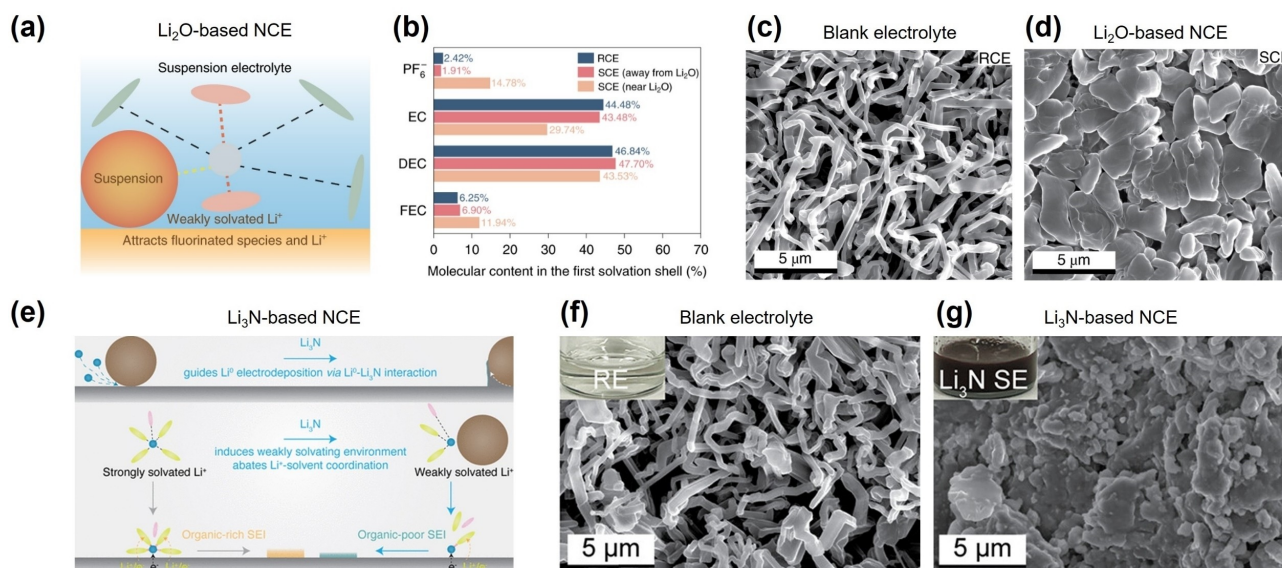 (a)
Li₂O-based NCE
Suspension electrolyte
Suspension
Weakly solvated Li⁺
Attracts fluorinated species and Li⁺
(b)
PF₆⁻
EC
DEC
FEC
2.42%
1.91%
14.78%
44.48%
43.48%
29.74%
46.84%
47.70%
43.53%
6.25%
6.90%
11.94%
RCE
SCE (away from Li₂O)
SCE (near Li₂O)
0 10 20 30 40 50 60 70
Molecular content in the first solvation shell (%)
(c)
Blank electrolyte
RCE
5 µm
(d)
Li₂O-based NCE
5 µm
(e)
Li₃N-based NCE
Li₃N
guides Li⁰ electrodeposition via Li⁰-Li₃N interaction
Li₃N
induces weakly solvating environment
abates Li⁺-solvent coordination
Strongly solvated Li⁺
Weakly solvated Li⁺
Organic-rich SEI
Organic-poor SEI
(f)
Blank electrolyte
RE
5 µm
(g)
Li₃N-based NCE
Li₃N SE
5 µm